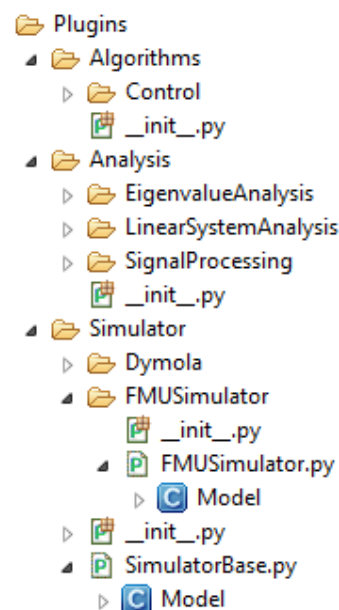 Plugins
Algorithms
Control
__init__.py
Analysis
EigenvalueAnalysis
LinearSystemAnalysis
SignalProcessing
__init__.py
Simulator
Dymola
FMUSimulator
__init__.py
FMUSimulator.py
C Model
__init__.py
SimulatorBase.py
C Model